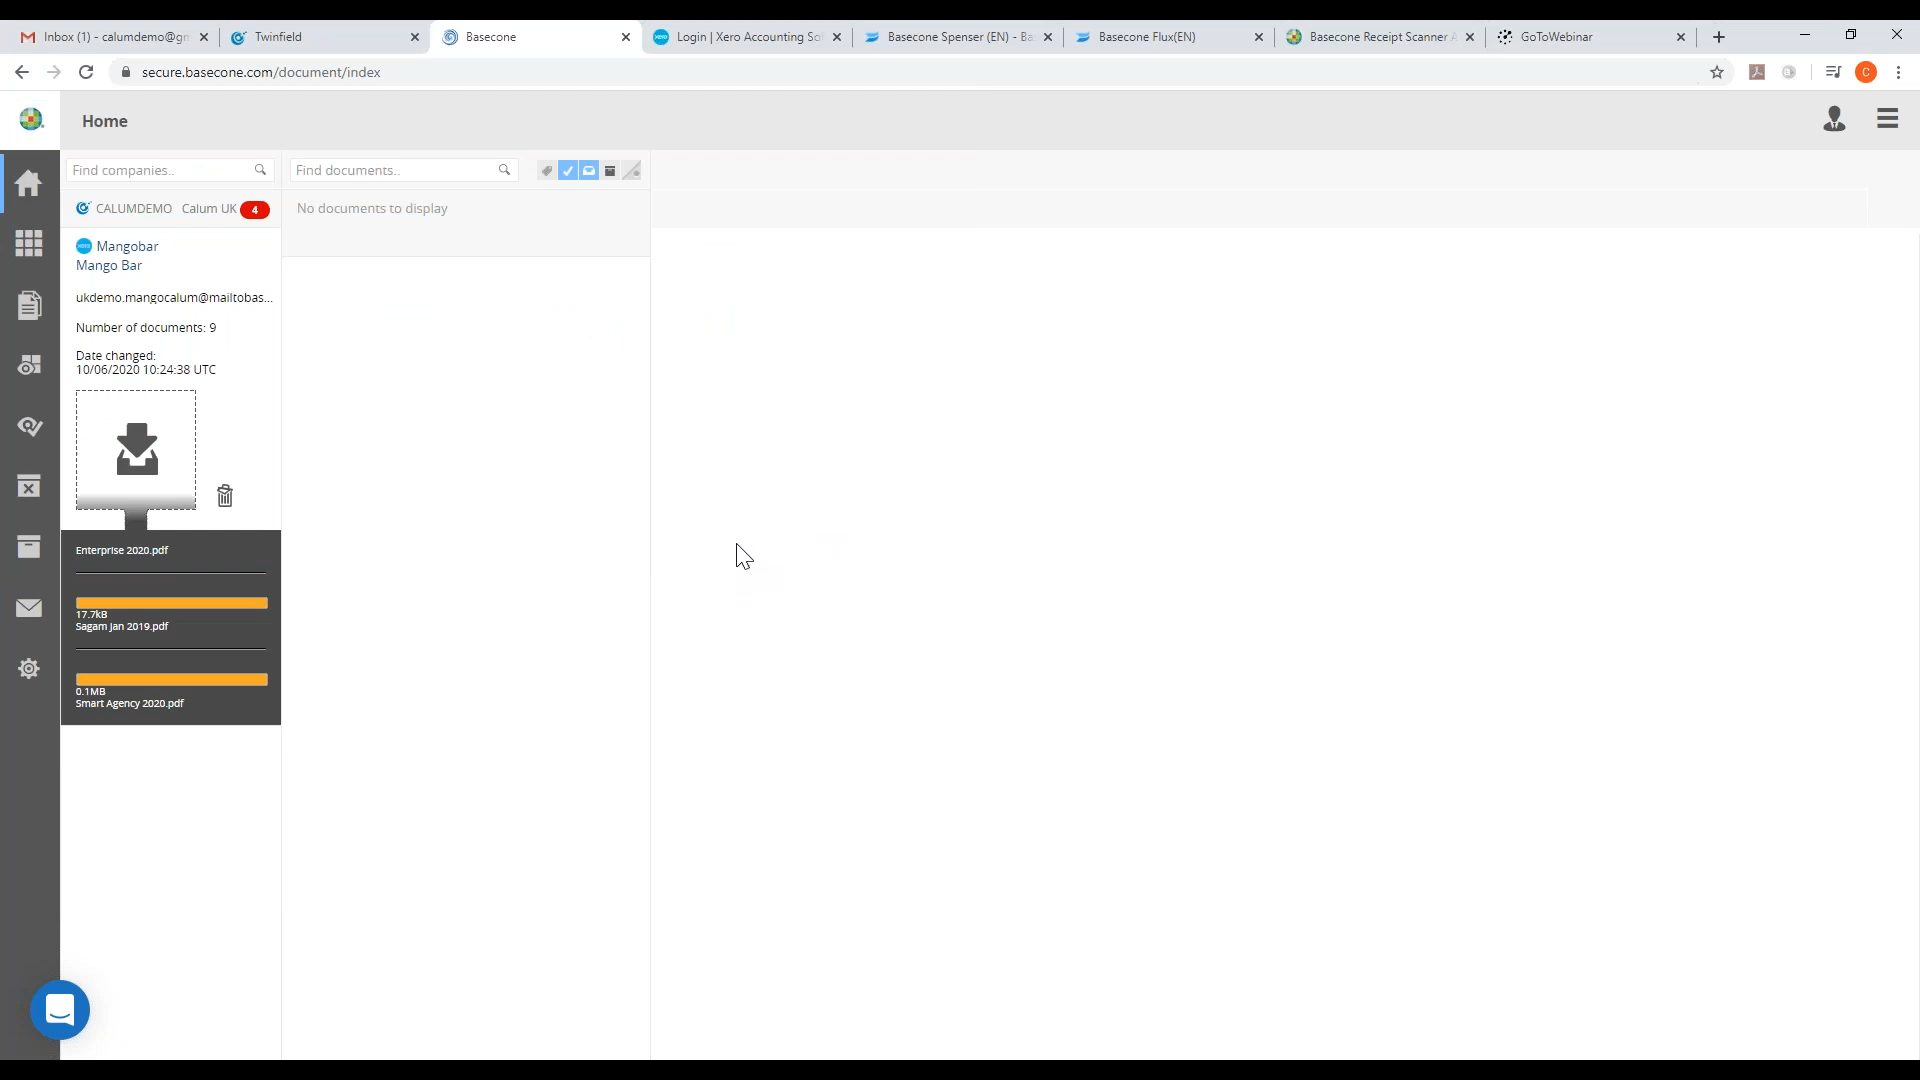 Inbox (1) - calumdemo@gm
Twinfield
Basecone
Login | Xero Accounting So
Basecone Spenser (EN) - Ba
Basecone Flux(EN)
Basecone Receipt Scanner A
GoToWebinar
secure.basecone.com/document/index
C
Home
Find companies..
Find documents..
CALUMDEMO Calum UK 4
No documents to display
xero Mangobar
Mango Bar
ukdemo.mangocalum@mailtobas...
Number of documents: 9
Date changed:
10/06/2020 10:24:38 UTC
Enterprise 2020.pdf
17.7kB
Sagam Jan 2019.pdf
0.1MB
Smart Agency 2020.pdf